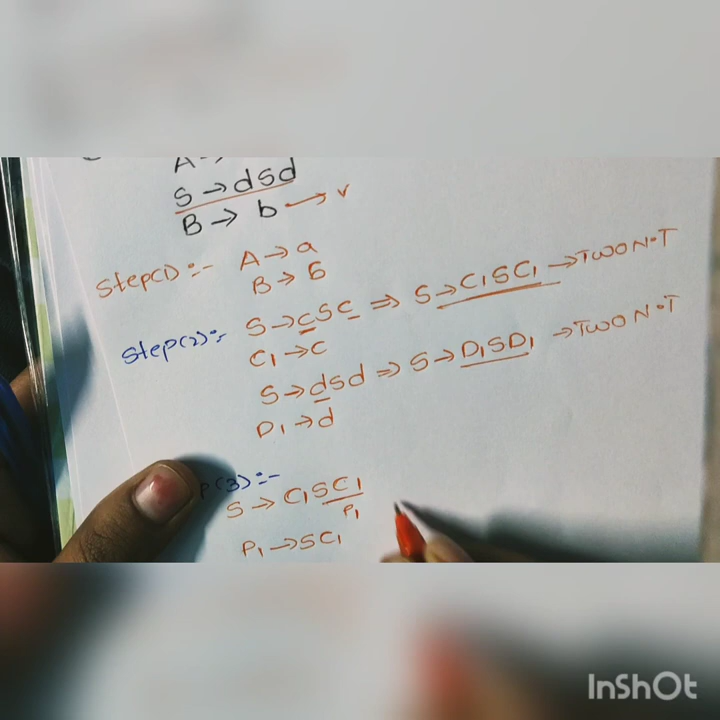 A→
S→dsd
B→ b →v
Step(1):- A→a
B→b
Step(2):- S→CSC ⇒ S→C₁SC₁ →TWO N.T
C₁→C
S→dsd ⇒ S→D₁SD₁ →TWO N.T
D₁→d
P(3):-
S→ C₁SC₁
P₁
P₁→SC₁
InShOt